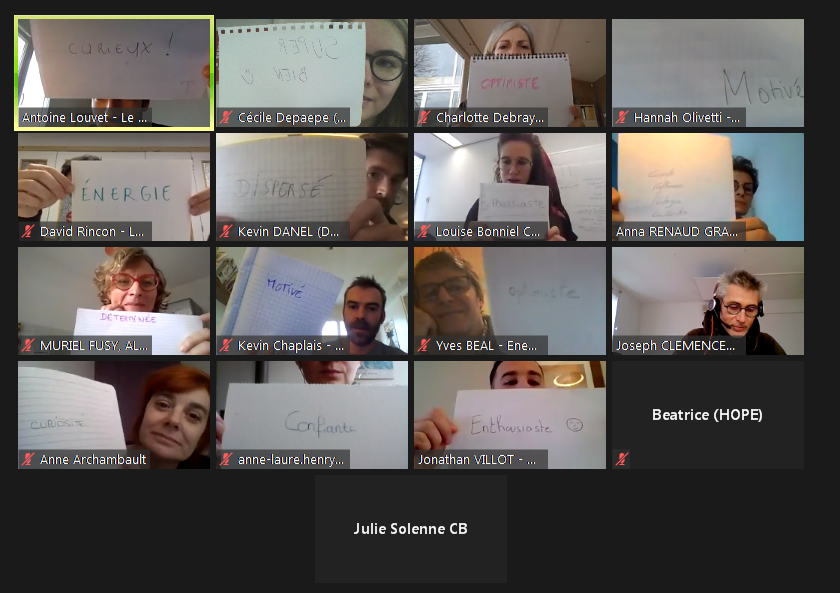 CURIEUX !
Antoine Louvet - Le ...
SUPER
BIEN
Cécile Depaepe (...
OPTIMISTE
Charlotte Debray...
Motivé
Hannah Olivetti -...
ÉNERGIE
David Rincon - L...
DISPERSÉ
Kevin DANEL (D...
Enthousiaste
Louise Bonniel C...
Anna RENAUD GRA...
DÉTERMINÉE
MURIEL FUSY, AL...
MOTIVÉ
Kevin Chaplais - ...
optimiste
Yves BEAL - Ene...
Joseph CLEMENCE...
CURIOSITÉ
Anne Archambault
Confiante
anne-laure.henry...
Enthousiaste
Jonathan VILLOT - ...
Beatrice (HOPE)
Julie Solenne CB